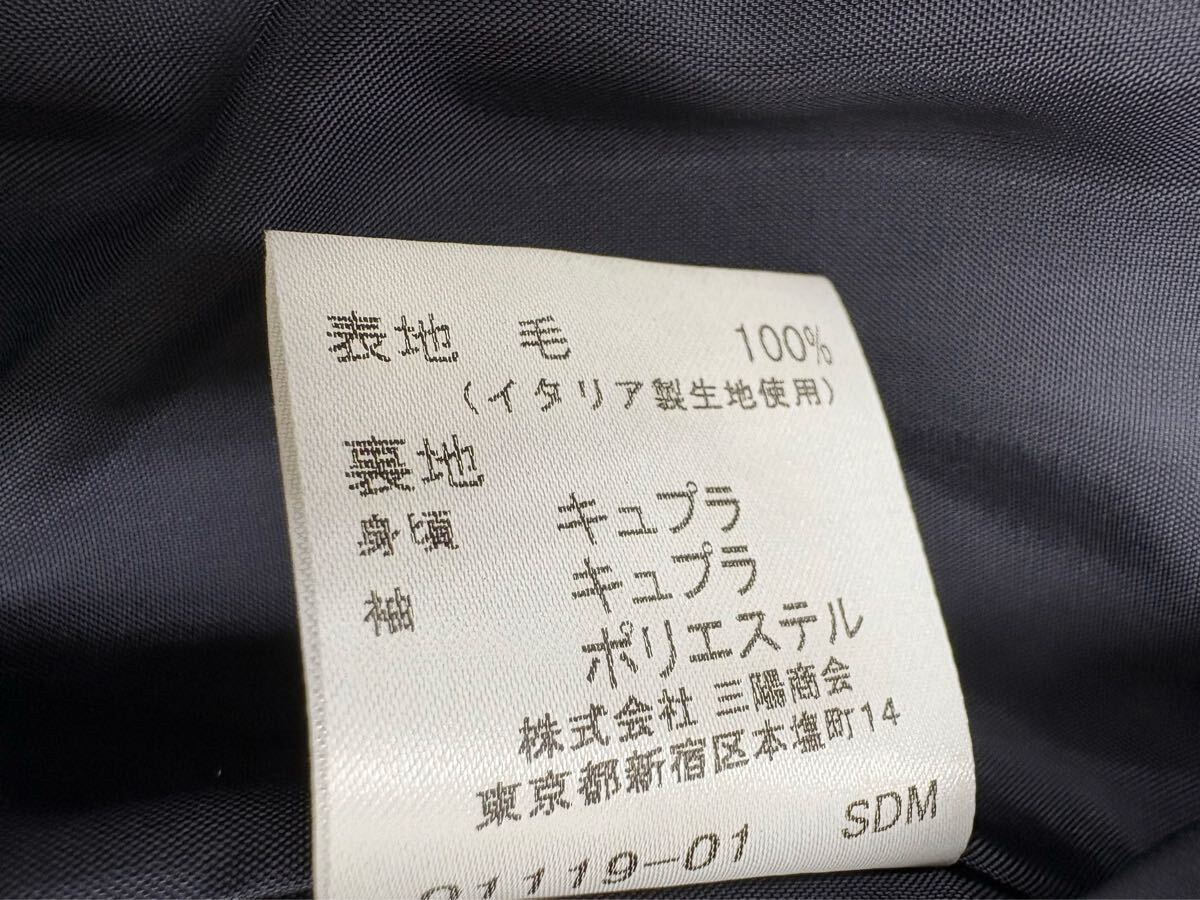 表地 毛 100%
(イタリア製生地使用)
裏地
身頃 キュプラ
袖 キュプラ
ポリエステル
株式会社 三陽商会
東京都新宿区本塩町14
01119-01 SDM